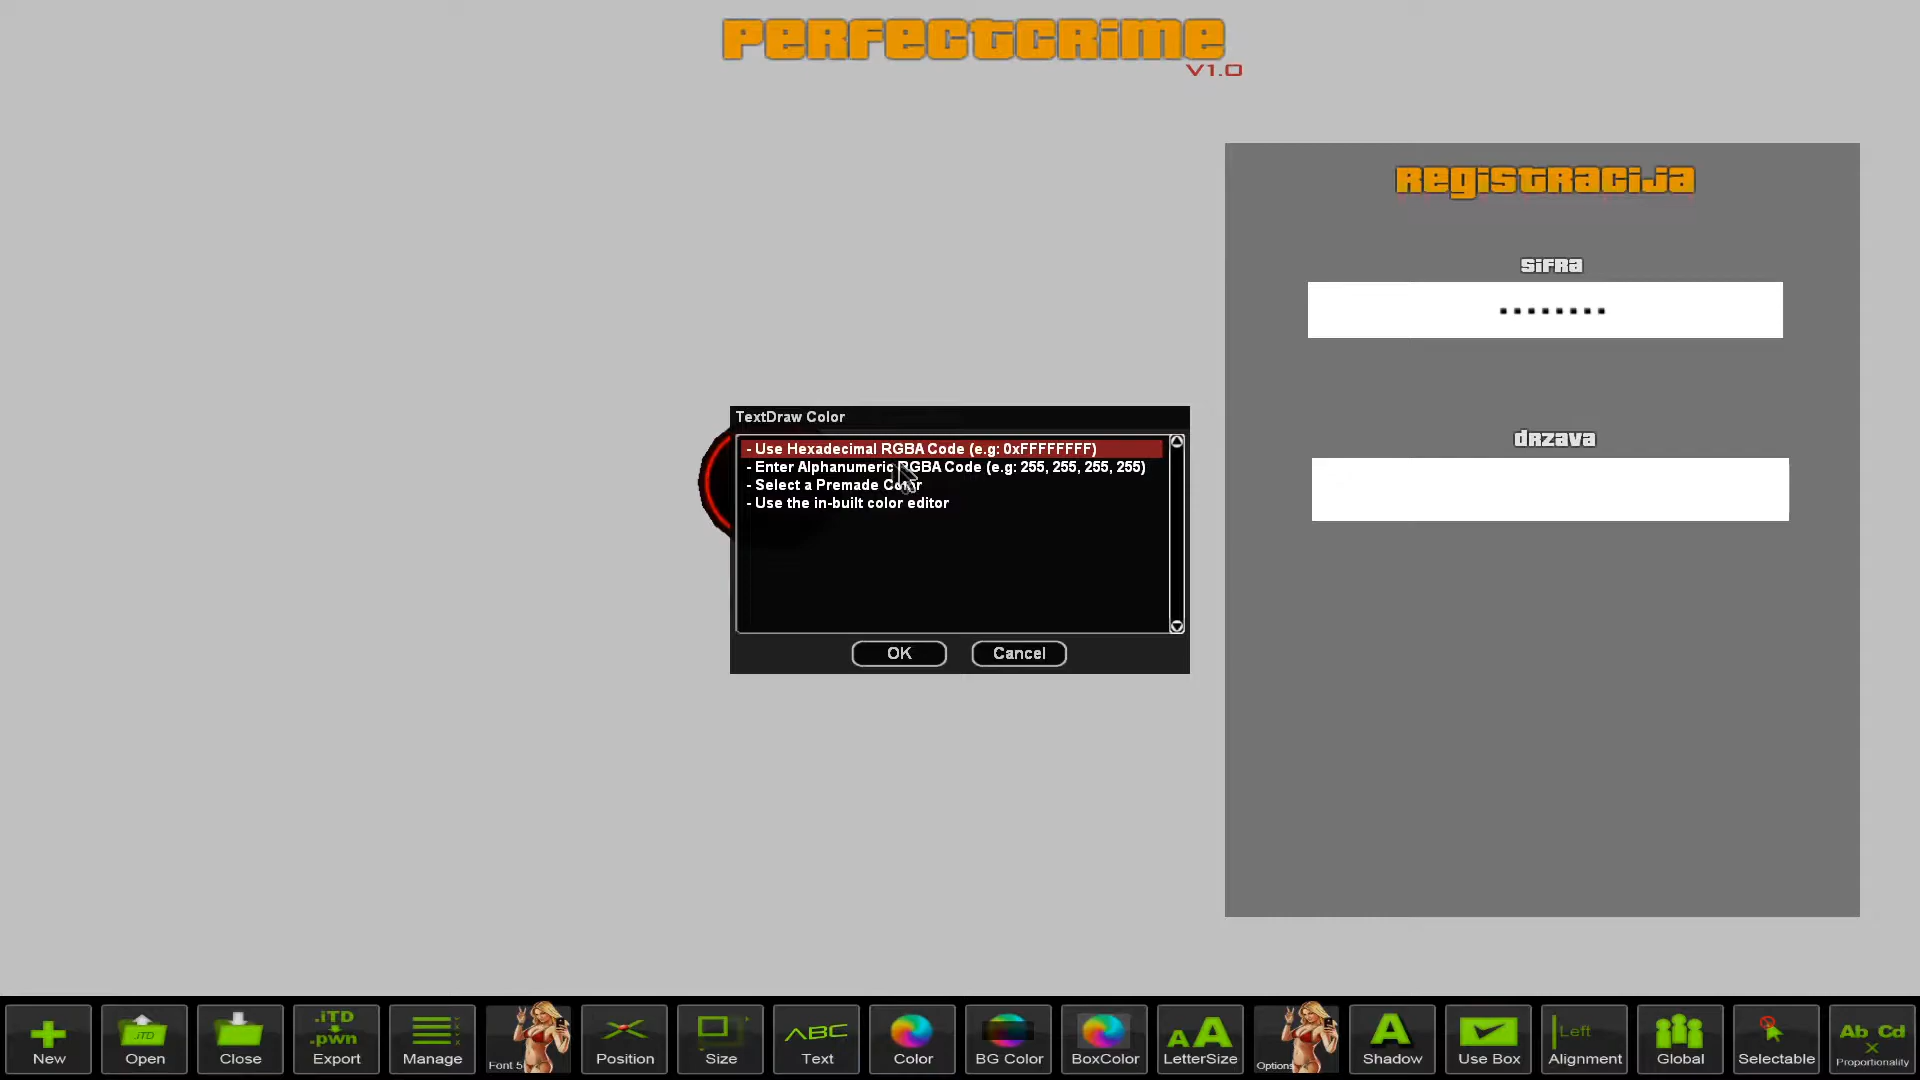 PERFECTCRIME
V1.0
REGISTRACIJA
SIFRA
DRZAVA
TextDraw Color
- Use Hexadecimal RGBA Code (e.g: 0xFFFFFFFF)
- Enter Alphanumeric RGBA Code (e.g: 255, 255, 255, 255)
- Select a Premade Color
- Use the in-built color editor
OK
Cancel
.iTD
.iTD
.pwn
ABC
AA
A
Left
Ab Cd
New
Open
Close
Export
Manage
Font 5
Position
Size
Text
Color
BG Color
BoxColor
LetterSize
Options
Shadow
Use Box
Alignment
Global
Selectable
Proportionality